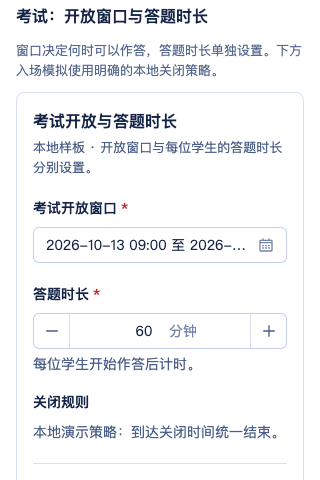 考试：开放窗口与答题时长
窗口决定何时可以作答，答题时长单独设置。下方
入场模拟使用明确的本地关闭策略。
考试开放与答题时长
本地样板 · 开放窗口与每位学生的答题时长
分别设置。
考试开放窗口 *
2026-10-13 09:00 至 2026-...
答题时长 *
60 分钟
每位学生开始作答后计时。
关闭规则
本地演示策略：到达关闭时间统一结束。